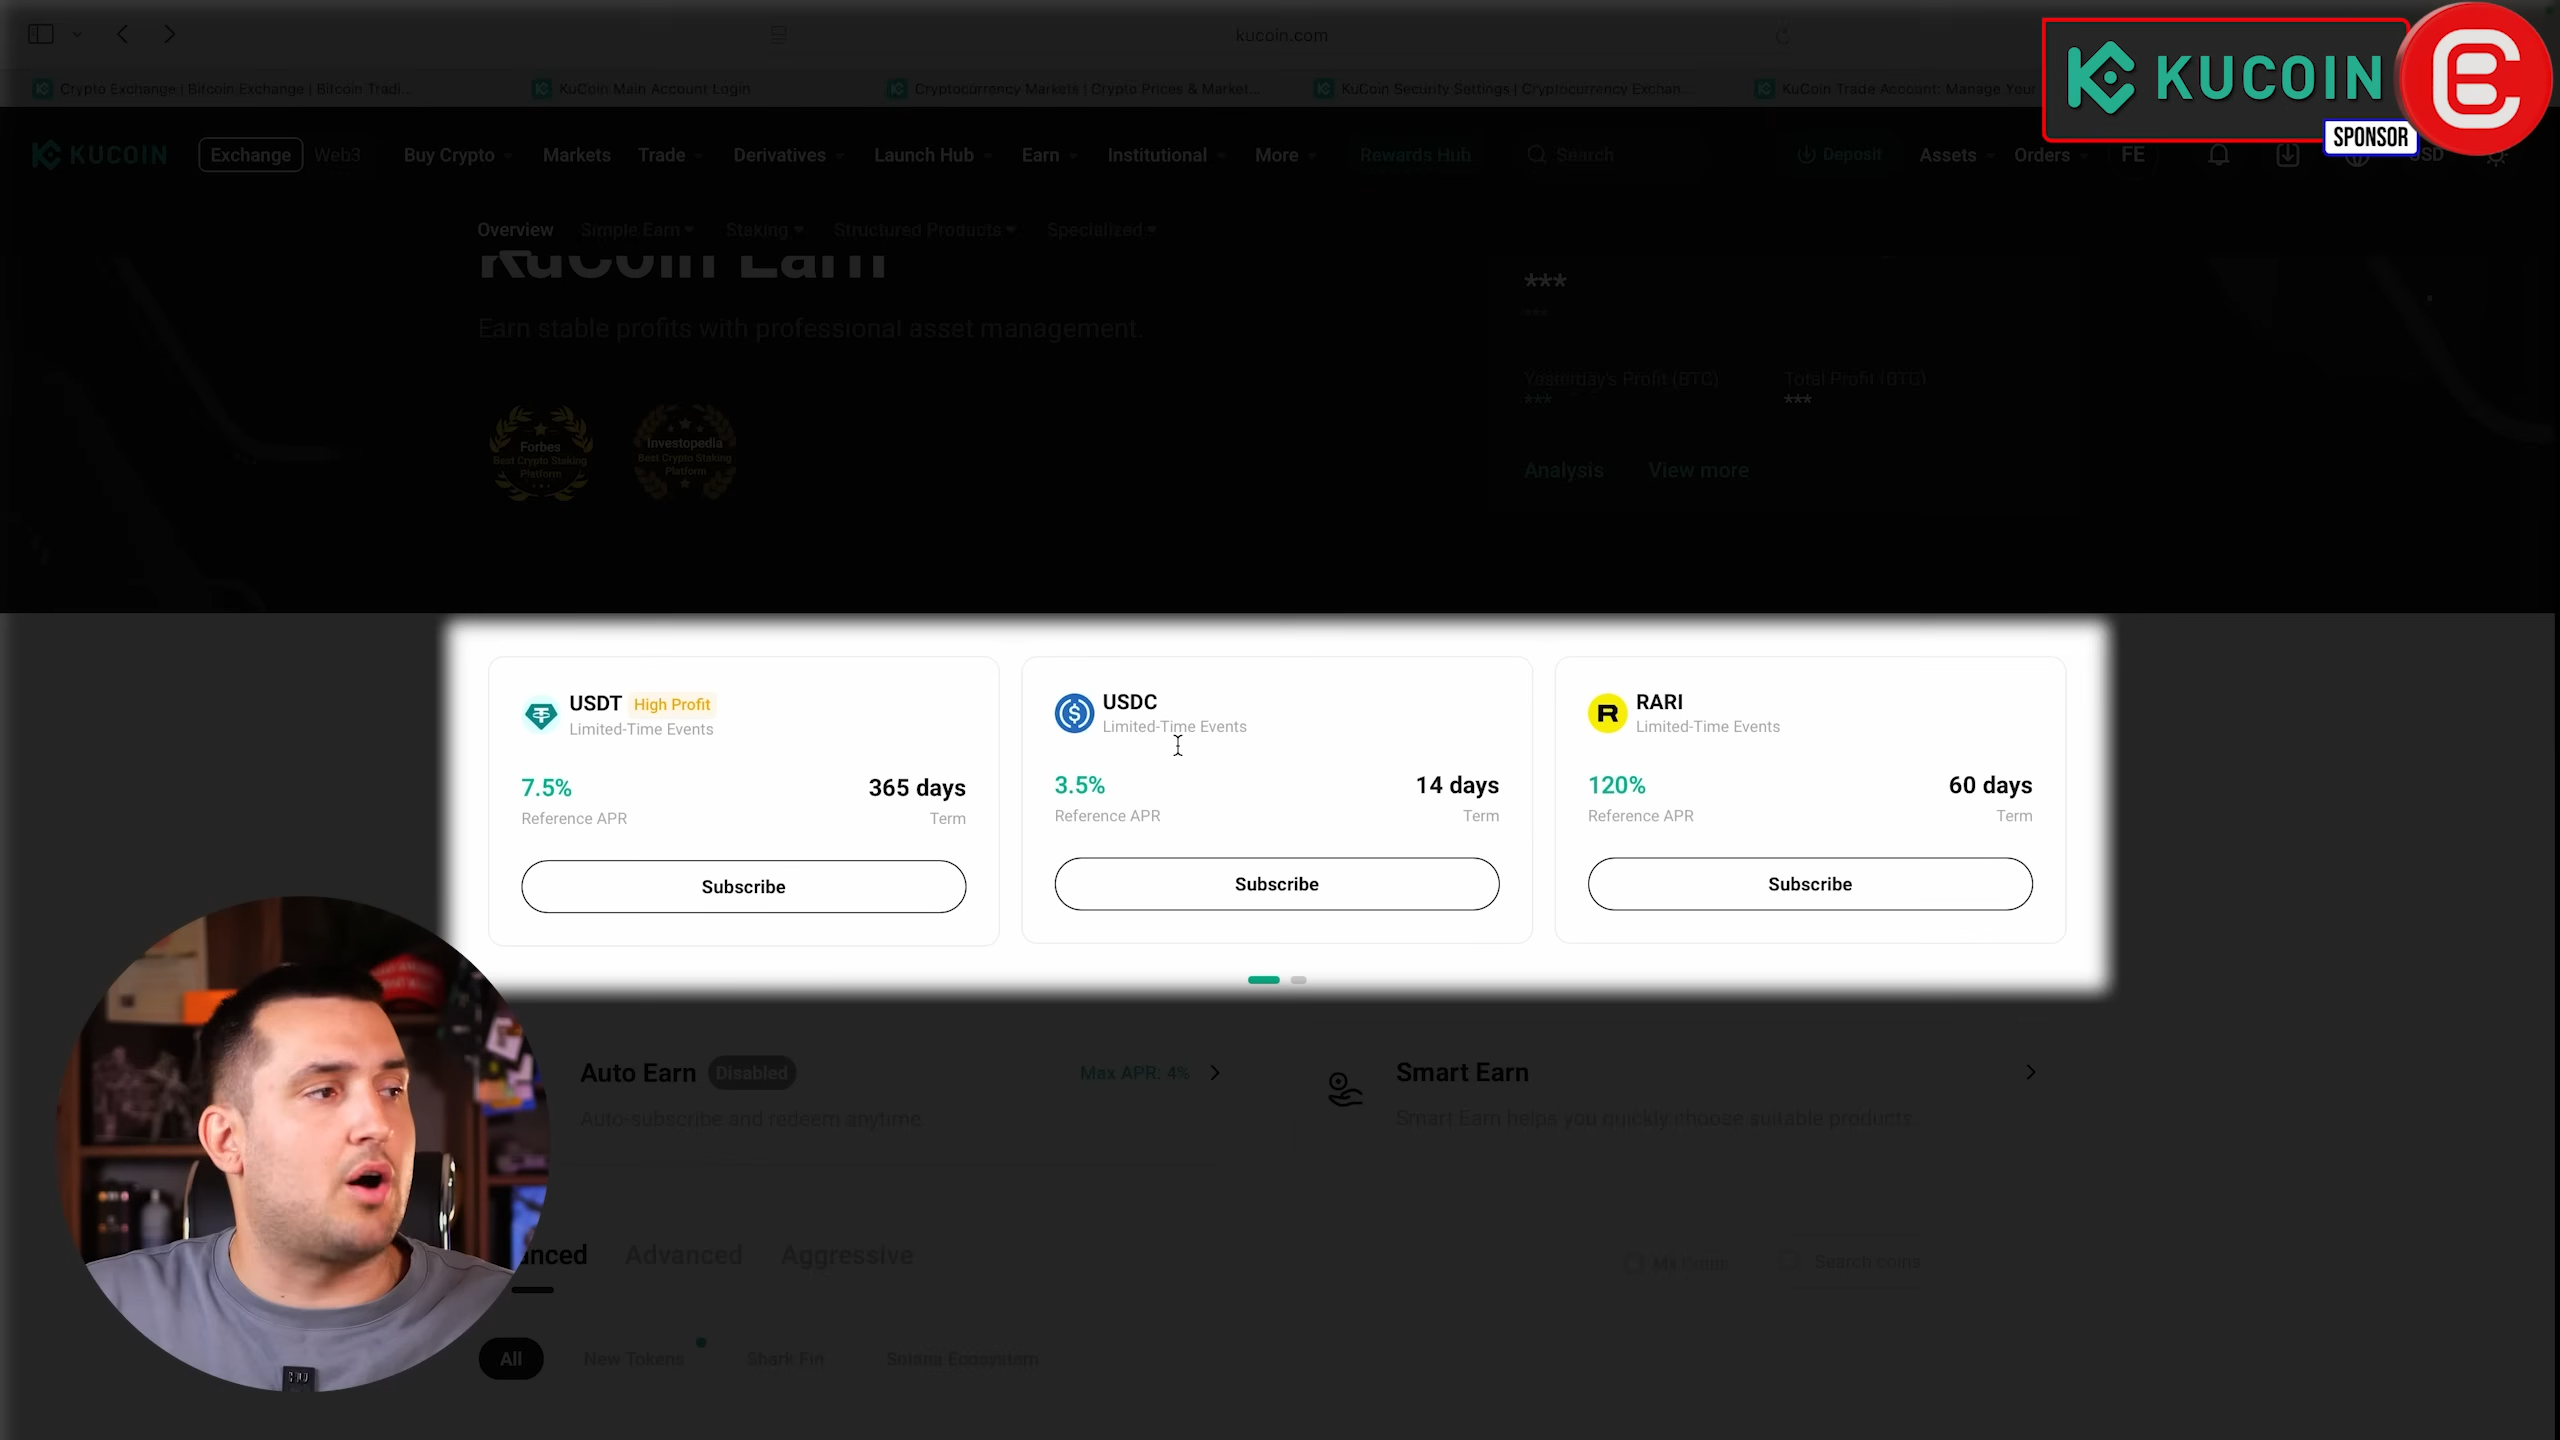 kucoin.com
KUCOIN
SPONSOR
Crypto Exchange | Bitcoin Exchange | Bitcoin Tradi...
KuCoin Main Account Login
Cryptocurrency Markets | Crypto Prices & Market...
KuCoin Security Settings | Cryptocurrency Exchan...
KuCoin Trade Account: Manage Your
KUCOIN
Exchange
Web3
Buy Crypto
Markets
Trade
Derivatives
Launch Hub
Earn
Institutional
More
Rewards Hub
Search
Deposit
Assets
Orders
FE
USD
Overview
Simple Earn
Staking
Structured Products
Specialized
KuCoin Earn
Earn stable profits with professional asset management.
***
***
Yesterday's Profit (BTC)
Total Profit (BTC)
***
***
Analysis
View more
Forbes
Best Crypto Staking
Platform
Investopedia
Best Crypto Staking
Platform
USDT High Profit
Limited-Time Events
7.5%
365 days
Reference APR
Term
Subscribe
USDC
Limited-Time Events
3.5%
14 days
Reference APR
Term
Subscribe
RARI
Limited-Time Events
120%
60 days
Reference APR
Term
Subscribe
Auto Earn Disabled
Max APR: 4%
Auto-subscribe and redeem anytime.
Smart Earn
Smart Earn helps you quickly choose suitable products.
anced
Advanced
Aggressive
Search coins
All
New Tokens
Shark Fin
Solana Ecosystem